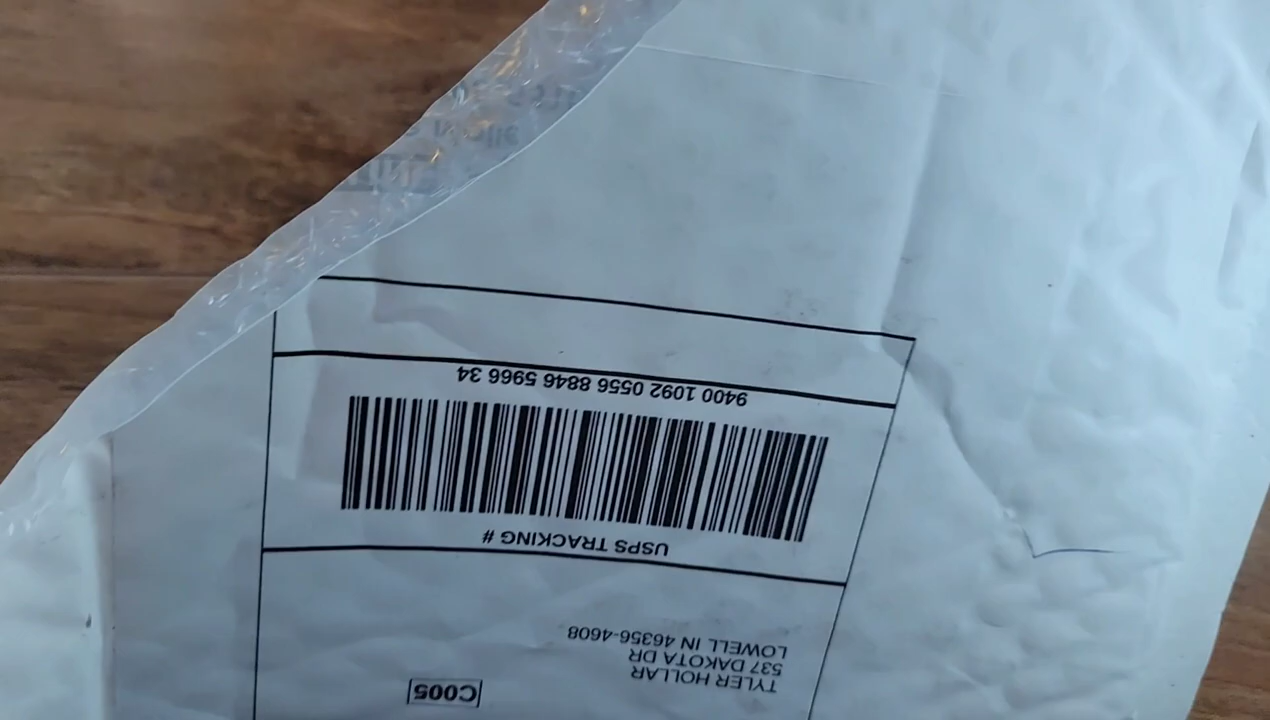 C005
TYLER HOLLAR
537 DAKOTA DR
LOWELL IN 46356-4608
USPS TRACKING #
9400 1092 0556 8846 5966 34